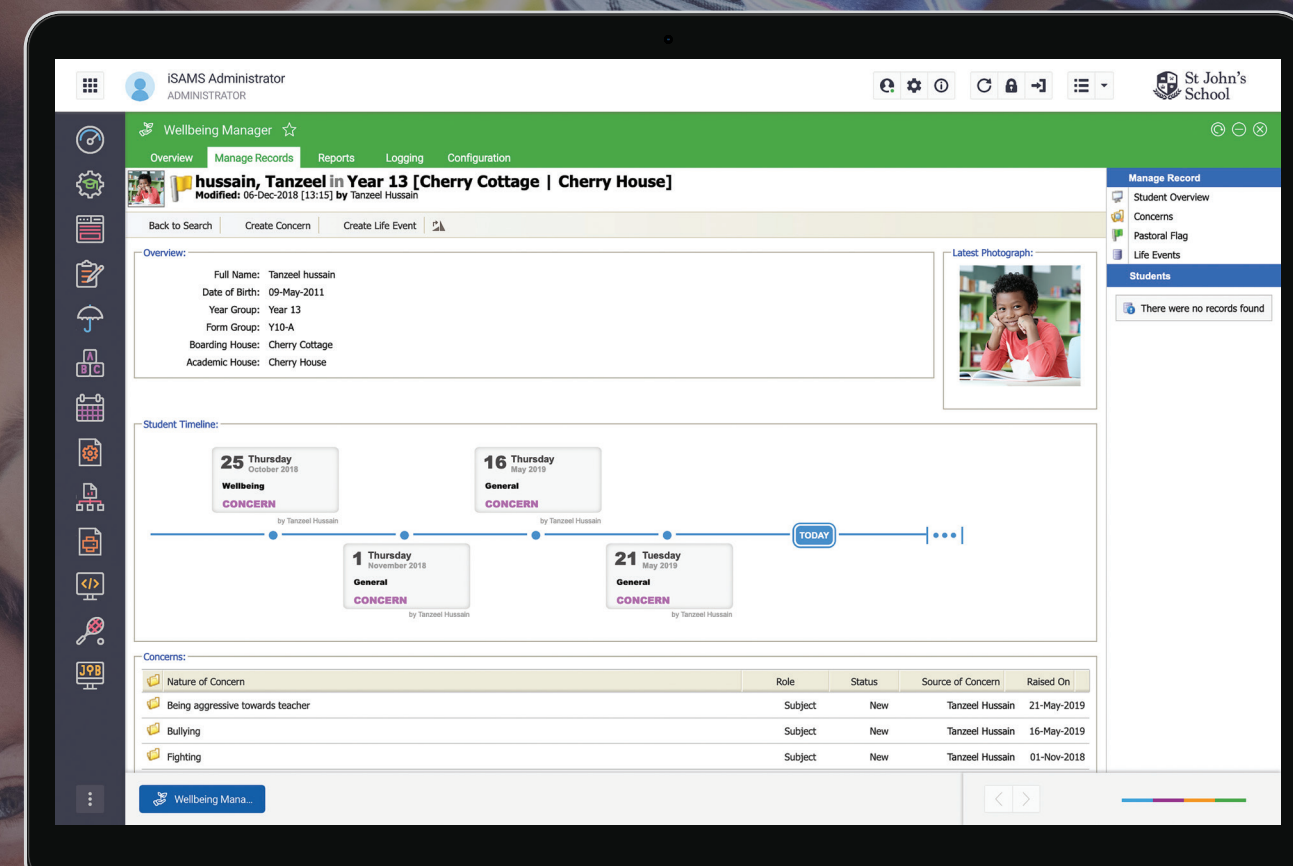 iSAMS Administrator
ADMINISTRATOR
St John's
School
Wellbeing Manager
Overview Manage Records Reports Logging Configuration
hussain, Tanzeel in Year 13 [Cherry Cottage | Cherry House]
Modified: 06-Dec-2018 [13:15] by Tanzeel Hussain
Back to Search Create Concern Create Life Event
Overview:
Full Name: Tanzeel hussain
Date of Birth: 09-May-2011
Year Group: Year 13
Form Group: Y10-A
Boarding House: Cherry Cottage
Academic House: Cherry House
Latest Photograph:
Manage Record
Student Overview
Concerns
Pastoral Flag
Life Events
Students
There were no records found
Student Timeline:
25 Thursday
October 2018
Wellbeing
CONCERN
by Tanzeel Hussain
16 Thursday
May 2019
General
CONCERN
by Tanzeel Hussain
TODAY
1 Thursday
November 2018
General
CONCERN
by Tanzeel Hussain
21 Tuesday
May 2019
General
CONCERN
by Tanzeel Hussain
Concerns:
Nature of Concern Role Status Source of Concern Raised On
Being aggressive towards teacher Subject New Tanzeel Hussain 21-May-2019
Bullying Subject New Tanzeel Hussain 16-May-2019
Fighting Subject New Tanzeel Hussain 01-Nov-2018
A
B C
</>
JOB
Wellbeing Mana...